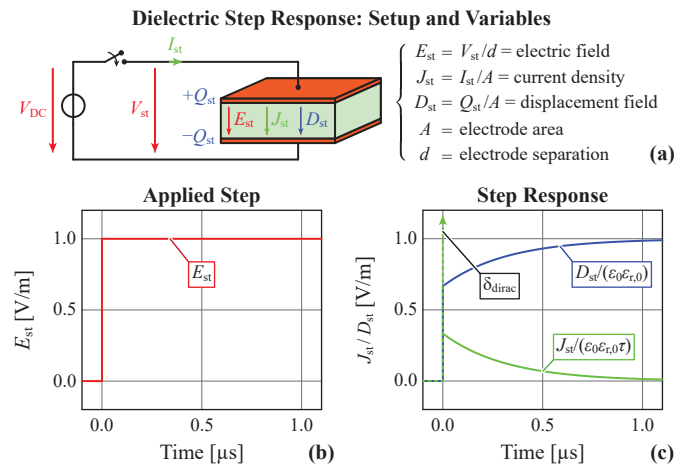 Dielectric Step Response: Setup and Variables
I_st
V_DC
V_st
+Q_st
−Q_st
E_st
J_st
D_st
E_st = V_st/d = electric field
J_st = I_st/A = current density
D_st = Q_st/A = displacement field
A = electrode area
d = electrode separation
(a)
Applied Step
E_st [V/m]
1.0
0.5
0.0
E_st
0.0 0.5 1.0
Time [μs]
(b)
Step Response
J_st / D_st [V/m]
1.0
0.5
0.0
D_st/(ε₀ε_r,0)
δ_dirac
J_st/(ε₀ε_r,0τ)
0.0 0.5 1.0
Time [μs]
(c)